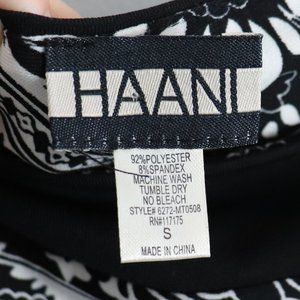 HAANI
92%POLYESTER
8%SPANDEX
MACHINE WASH
TUMBLE DRY
NO BLEACH
STYLE# 6272-MT0508
RN#117175
S
MADE IN CHINA